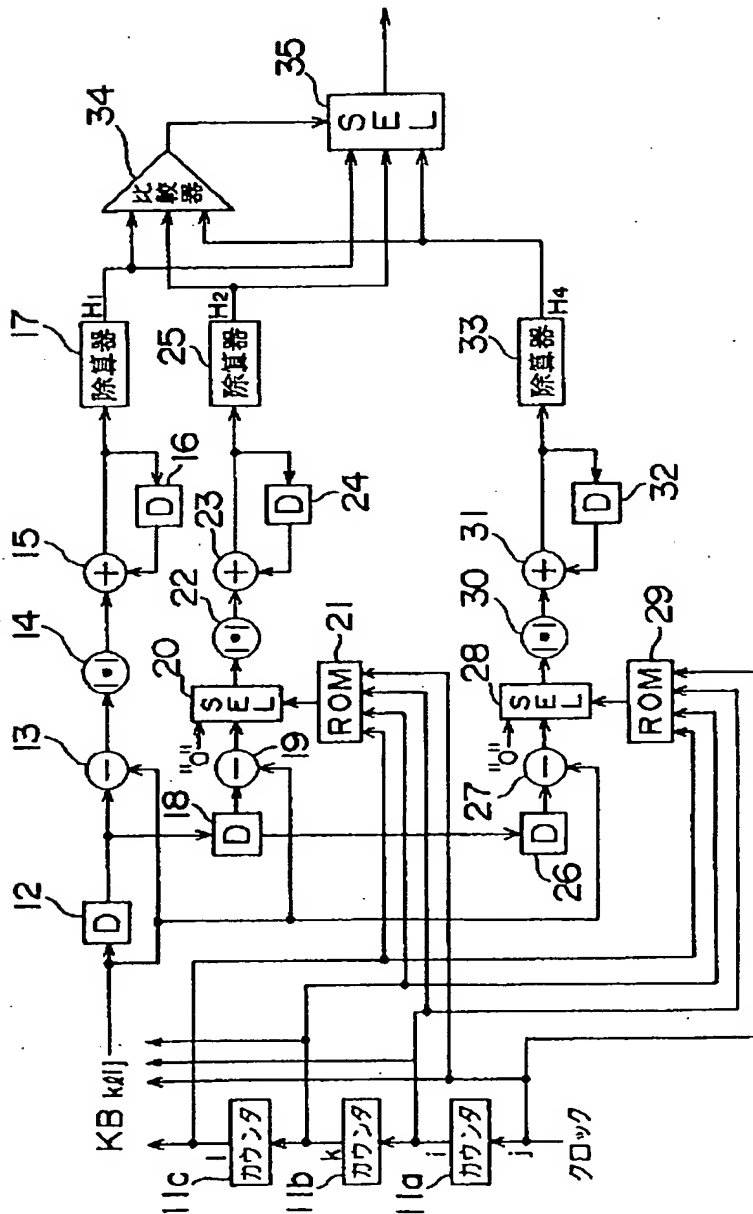 12
D
13
−
14
|•|
15
+
D
16
17
除算器
H1
18
D
19
−
20
"0"
SEL
21
ROM
22
|•|
23
+
D
24
25
除算器
H2
26
D
27
−
28
"0"
SEL
29
ROM
30
|•|
31
+
D
32
33
除算器
H4
34
比較器
35
SEL
KB kℓij
11c
カウンタ
l
11b
カウンタ
k
11a
カウンタ
i
j
クロック